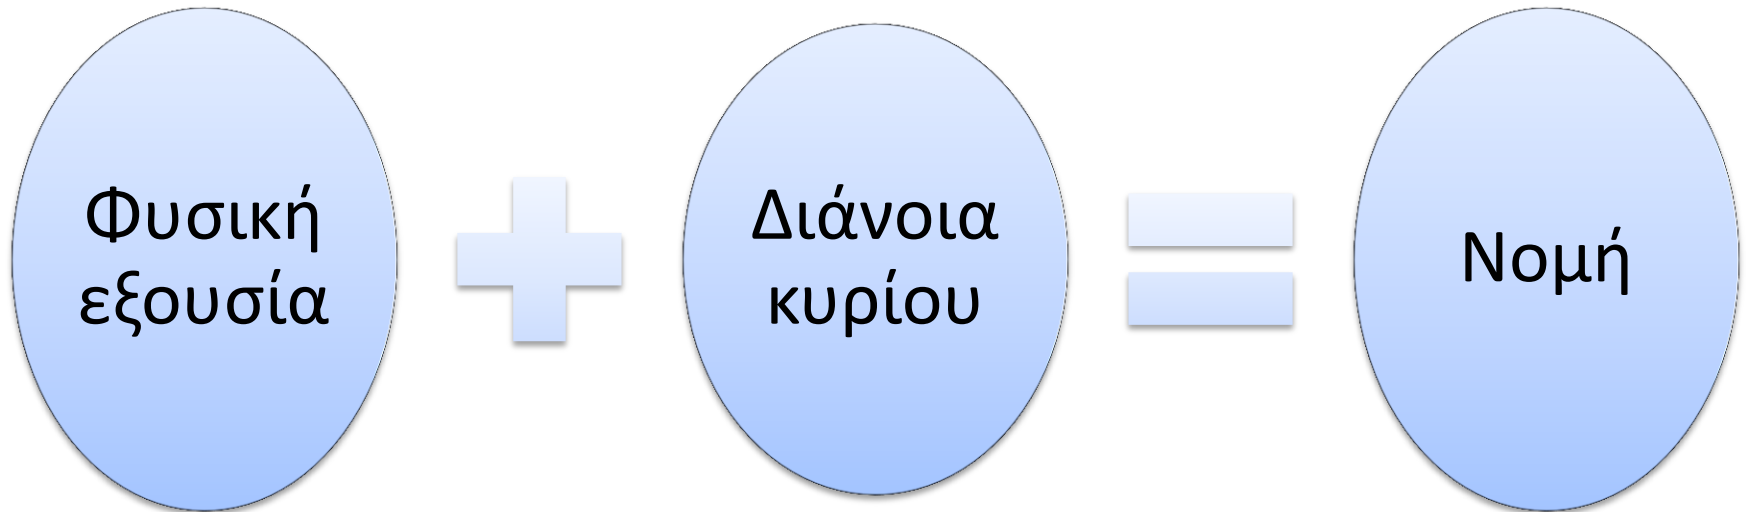 Φυσική
εξουσία
Διάνοια
κυρίου
Νομή